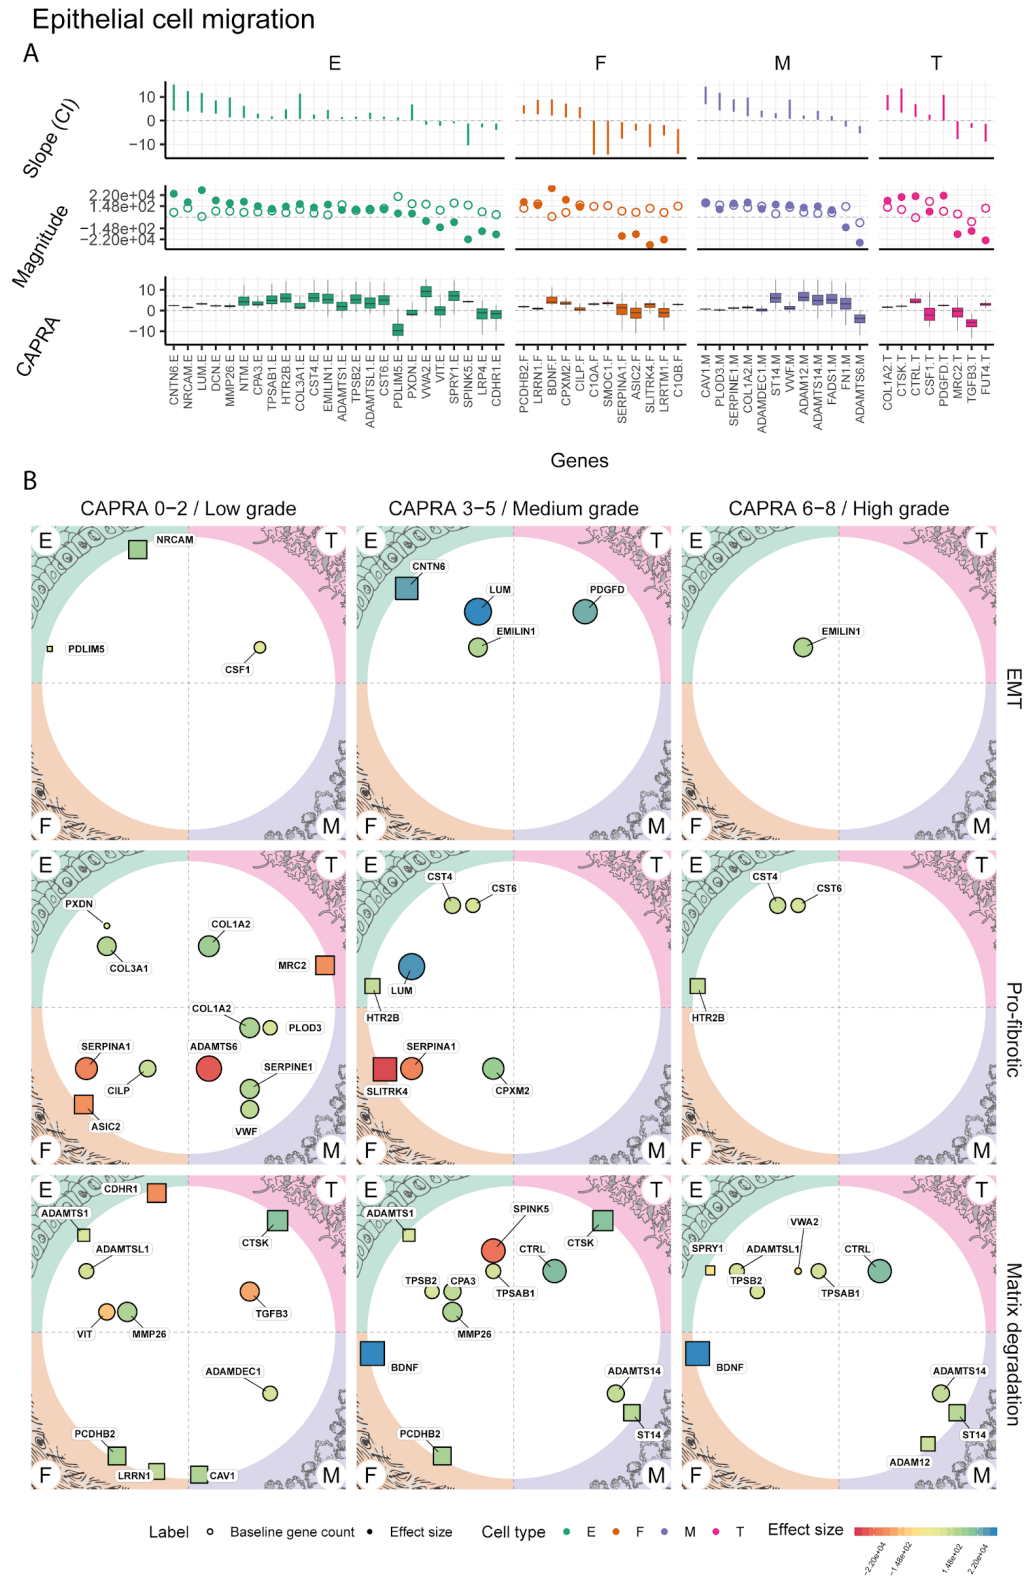 Epithelial cell migration
A
E F M T
Slope (CI)
10
0
−10
Magnitude
2.20e+04
1.48e+02
−1.48e+02
−2.20e+04
CAPRA
10
0
−10
CNTN6.E NRCAM.E LUM.E DCN.E MMP26.E NTM.E CPA3.E TPSAB1.E HTR2B.E COL3A1.E CST4.E EMILIN1.E ADAMTS1.E TPSB2.E ADAMTSL1.E CST6.E PDLIM5.E PXDN.E VWA2.E VIT.E SPRY1.E SPINK5.E LRP4.E CDHR1.E
PCDHB2.F LRRN1.F BDNF.F CPXM2.F CILP.F C1QA.F SMOC1.F SERPINA1.F ASIC2.F SLITRK4.F LRRTM1.F C1QB.F
CAV1.M PLOD3.M SERPINE1.M COL1A2.M ADAMDEC1.M ST14.M VWF.M ADAM12.M ADAMTS14.M FADS1.M FN1.M ADAMTS6.M
COL1A2.T CTSK.T CTRL.T CSF1.T PDGFD.T MRC2.T TGFB3.T FUT4.T
Genes
B
CAPRA 0−2 / Low grade
CAPRA 3−5 / Medium grade
CAPRA 6−8 / High grade
E T
NRCAM
PDLIM5
CSF1
F M
E T
CNTN6
LUM
PDGFD
EMILIN1
F M
E T
EMILIN1
F M
EMT
E T
PXDN
COL1A2
COL3A1
MRC2
COL1A2
PLOD3
SERPINA1
ADAMTS6
CILP
SERPINE1
ASIC2
VWF
F M
E T
CST4
CST6
LUM
HTR2B
SERPINA1
SLITRK4
CPXM2
F M
E T
CST4
CST6
HTR2B
F M
Pro−fibrotic
E T
CDHR1
ADAMTS1
CTSK
ADAMTSL1
TGFB3
VIT
MMP26
ADAMDEC1
PCDHB2
LRRN1
CAV1
F M
E T
SPINK5
ADAMTS1
CTSK
CTRL
TPSB2
CPA3
TPSAB1
MMP26
BDNF
ADAMTS14
ST14
PCDHB2
F M
E T
VWA2
SPRY1
ADAMTSL1
CTRL
TPSB2
TPSAB1
BDNF
ADAMTS14
ST14
ADAM12
F M
Matrix degradation
Label Baseline gene count Effect size Cell type E F M T Effect size
−2.20e+04 −1.48e+02 1.48e+02 2.20e+04